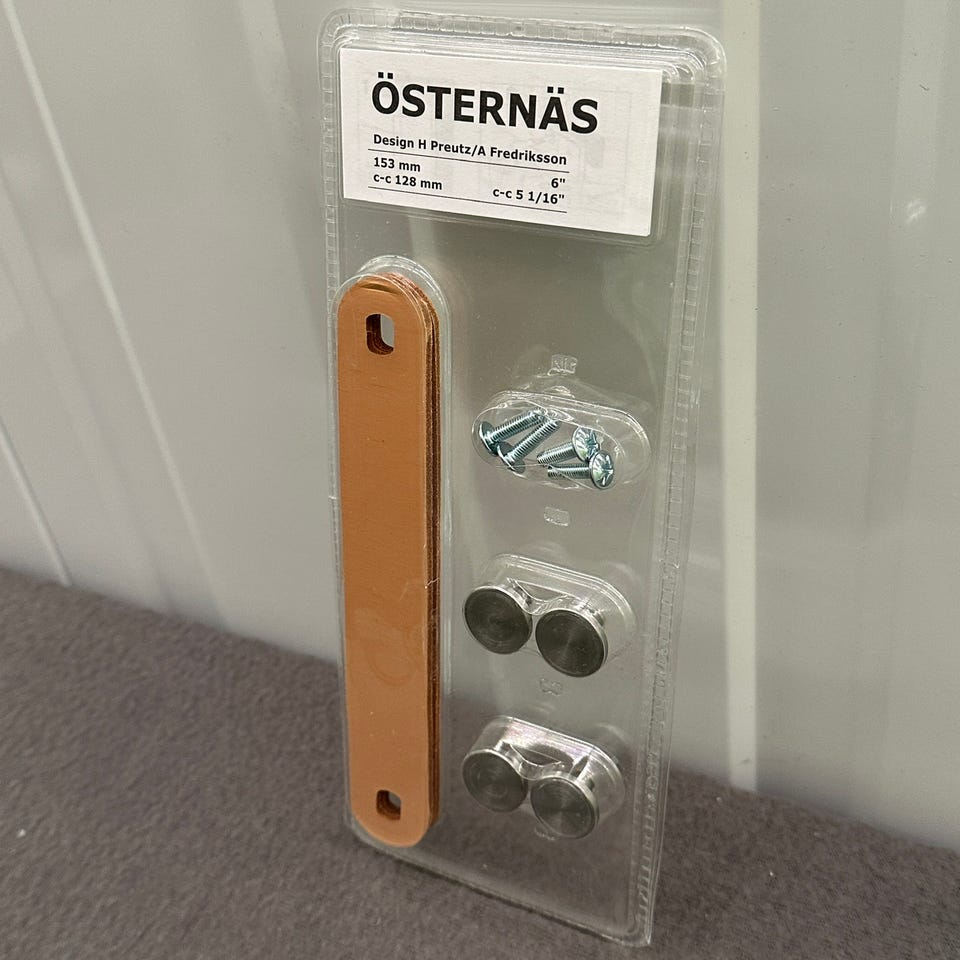 ÖSTERNÄS
Design H Preutz/A Fredriksson
153 mm 6"
c-c 128 mm c-c 5 1/16"